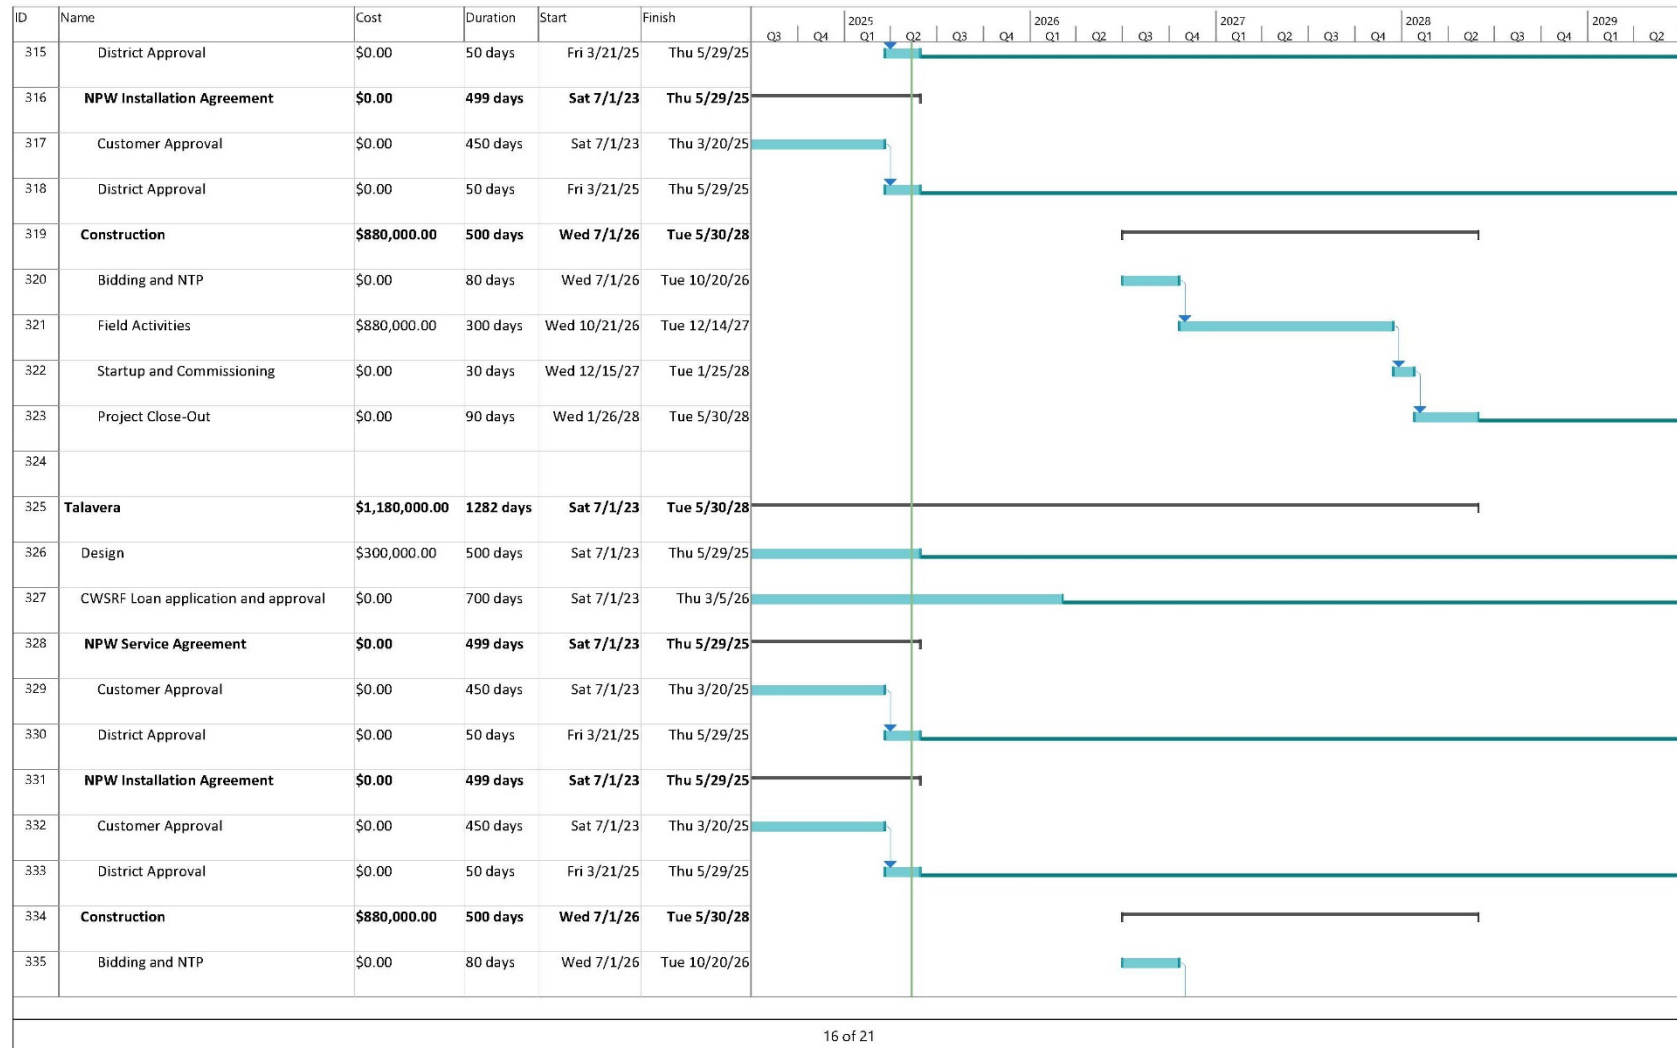 ID Name Cost Duration Start Finish
2025 2026 2027 2028 2029
Q3 Q4 Q1 Q2 Q3 Q4 Q1 Q2 Q3 Q4 Q1 Q2 Q3 Q4 Q1 Q2 Q3 Q4 Q1 Q2
315 District Approval $0.00 50 days Fri 3/21/25 Thu 5/29/25
316 NPW Installation Agreement $0.00 499 days Sat 7/1/23 Thu 5/29/25
317 Customer Approval $0.00 450 days Sat 7/1/23 Thu 3/20/25
318 District Approval $0.00 50 days Fri 3/21/25 Thu 5/29/25
319 Construction $880,000.00 500 days Wed 7/1/26 Tue 5/30/28
320 Bidding and NTP $0.00 80 days Wed 7/1/26 Tue 10/20/26
321 Field Activities $880,000.00 300 days Wed 10/21/26 Tue 12/14/27
322 Startup and Commissioning $0.00 30 days Wed 12/15/27 Tue 1/25/28
323 Project Close-Out $0.00 90 days Wed 1/26/28 Tue 5/30/28
324
325 Talavera $1,180,000.00 1282 days Sat 7/1/23 Tue 5/30/28
326 Design $300,000.00 500 days Sat 7/1/23 Thu 5/29/25
327 CWSRF Loan application and approval $0.00 700 days Sat 7/1/23 Thu 3/5/26
328 NPW Service Agreement $0.00 499 days Sat 7/1/23 Thu 5/29/25
329 Customer Approval $0.00 450 days Sat 7/1/23 Thu 3/20/25
330 District Approval $0.00 50 days Fri 3/21/25 Thu 5/29/25
331 NPW Installation Agreement $0.00 499 days Sat 7/1/23 Thu 5/29/25
332 Customer Approval $0.00 450 days Sat 7/1/23 Thu 3/20/25
333 District Approval $0.00 50 days Fri 3/21/25 Thu 5/29/25
334 Construction $880,000.00 500 days Wed 7/1/26 Tue 5/30/28
335 Bidding and NTP $0.00 80 days Wed 7/1/26 Tue 10/20/26
16 of 21